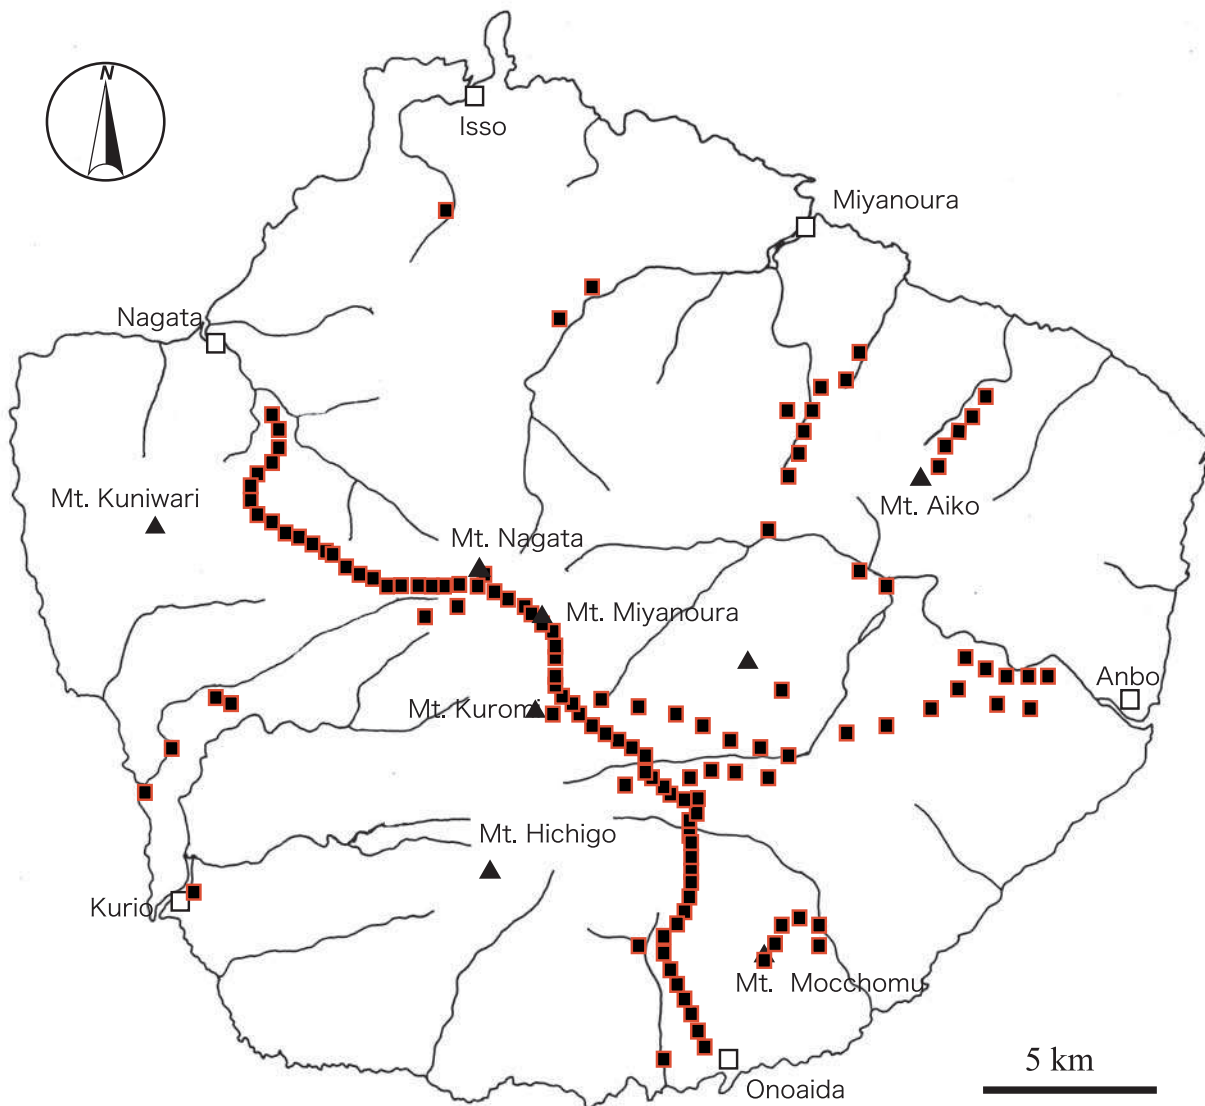 N
Isso
Miyanoura
Nagata
Mt. Kuniwari
Mt. Aiko
Mt. Nagata
Mt. Miyanoura
Anbo
Mt. Kuromi
Mt. Hichigo
Kurio
Mt. Mocchomu
5 km
Onoaida